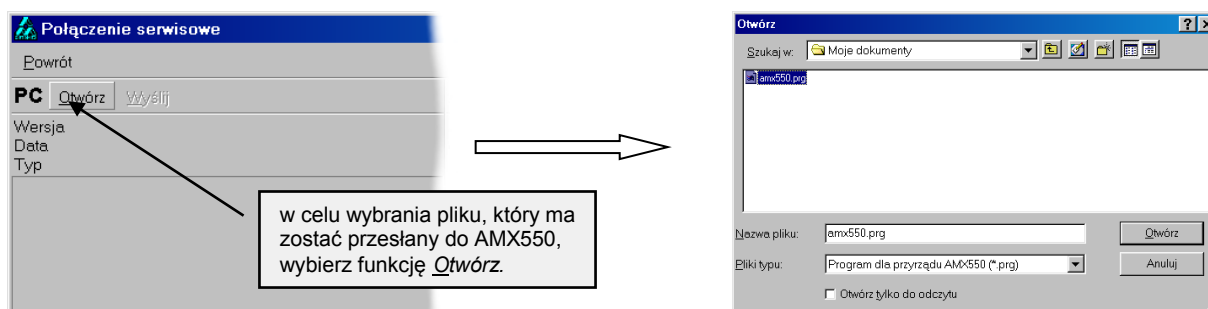 Połączenie serwisowe
Powrót
PC Otwórz Wyślij
Wersja
Data
Typ
w celu wybrania pliku, który ma
zostać przesłany do AMX550,
wybierz funkcję Otwórz.
Otwórz
Szukaj w: Moje dokumenty
amx550.prg
Nazwa pliku: amx550.prg Otwórz
Pliki typu: Program dla przyrządu AMX550 (*.prg) Anuluj
Otwórz tylko do odczytu